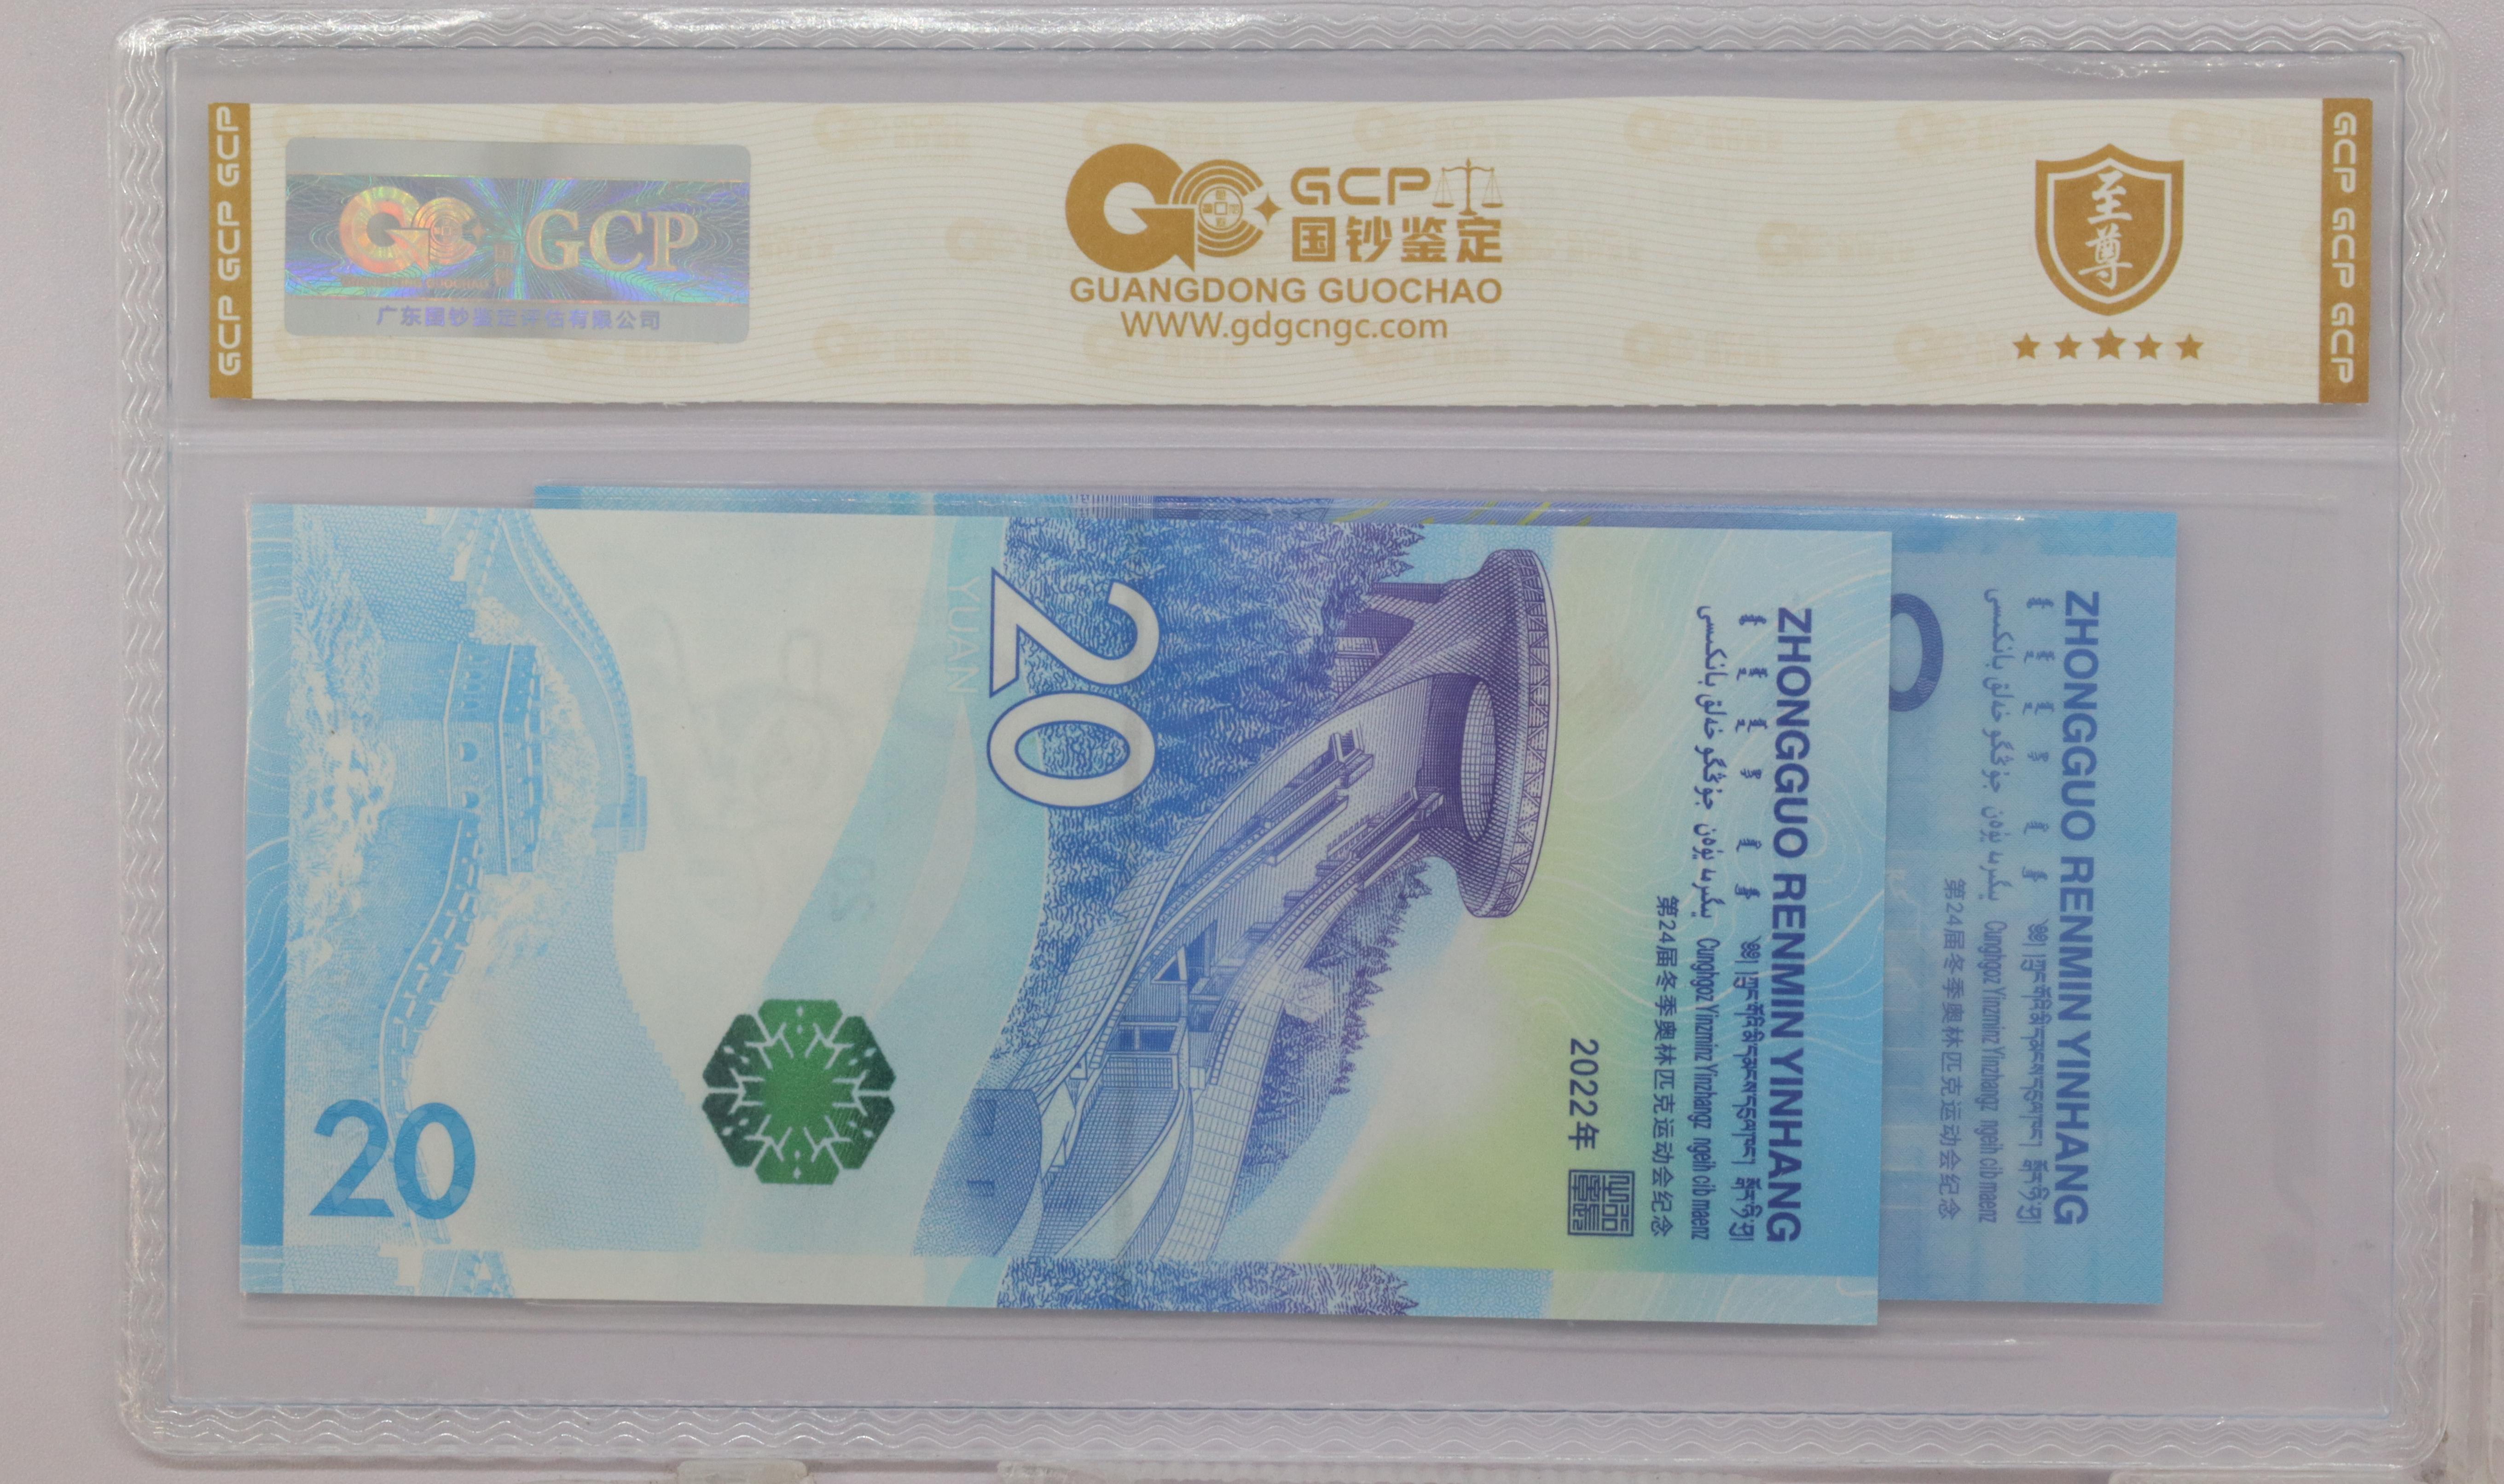 GCP GCP GCP
GCP
广东国钞鉴定评估有限公司
GCP
国钞鉴定
GUANGDONG GUOCHAO
WWW.gdgcngc.com
至尊
GCP GCP GCP
ZHONGGUO RENMIN YINHANG
Cunghgoz Yinzminz Yinzhangz ngeih cib maenz
第24届冬季奥林匹克运动会纪念
2022年
20
YUAN
20
20
ZHONGGUO RENMIN YINHANG
Cunghgoz Yinzminz Yinzhangz ngeih cib maenz
第24届冬季奥林匹克运动会纪念